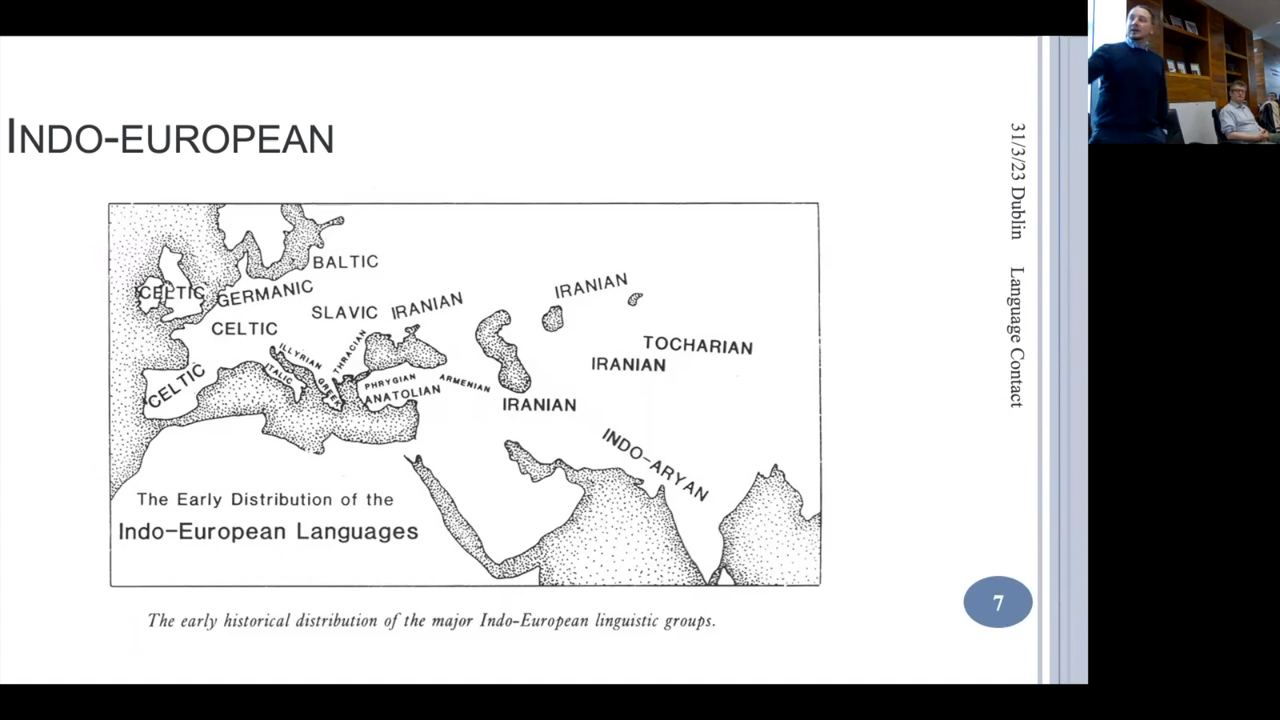 INDO-EUROPEAN
BALTIC
CELTIC
GERMANIC
IRANIAN
SLAVIC
IRANIAN
CELTIC
ILLYRIAN
THRACIAN
TOCHARIAN
IRANIAN
CELTIC
ITALIC
GREEK
PHRYGIAN
ARMENIAN
ANATOLIAN
IRANIAN
INDO-ARYAN
The Early Distribution of the
Indo-European Languages
The early historical distribution of the major Indo-European linguistic groups.
31/3/23 Dublin Language Contact
7